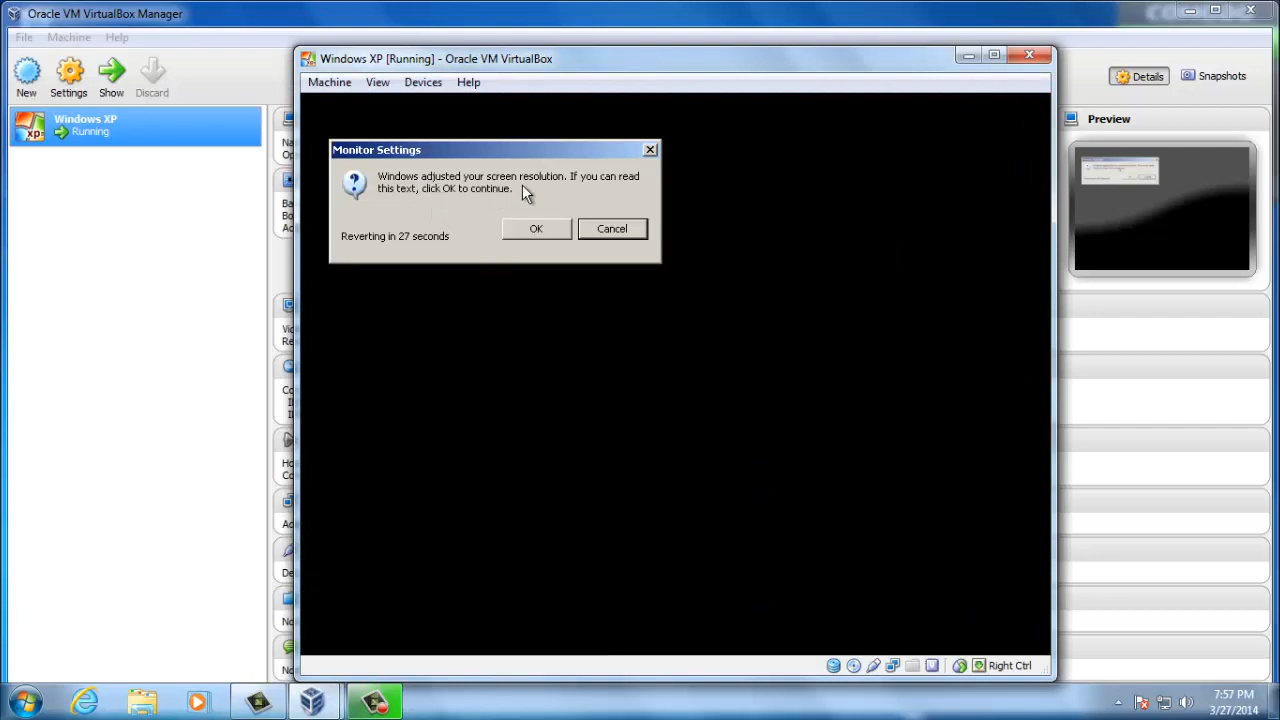 Oracle VM VirtualBox Manager
File Machine Help
New Settings Show Discard
Details Snapshots
Windows XP
Running
Preview
Windows XP [Running] - Oracle VM VirtualBox
Machine View Devices Help
Monitor Settings
Windows adjusted your screen resolution. If you can read
this text, click OK to continue.
OK Cancel
Reverting in 27 seconds
Right Ctrl
7:57 PM
3/27/2014